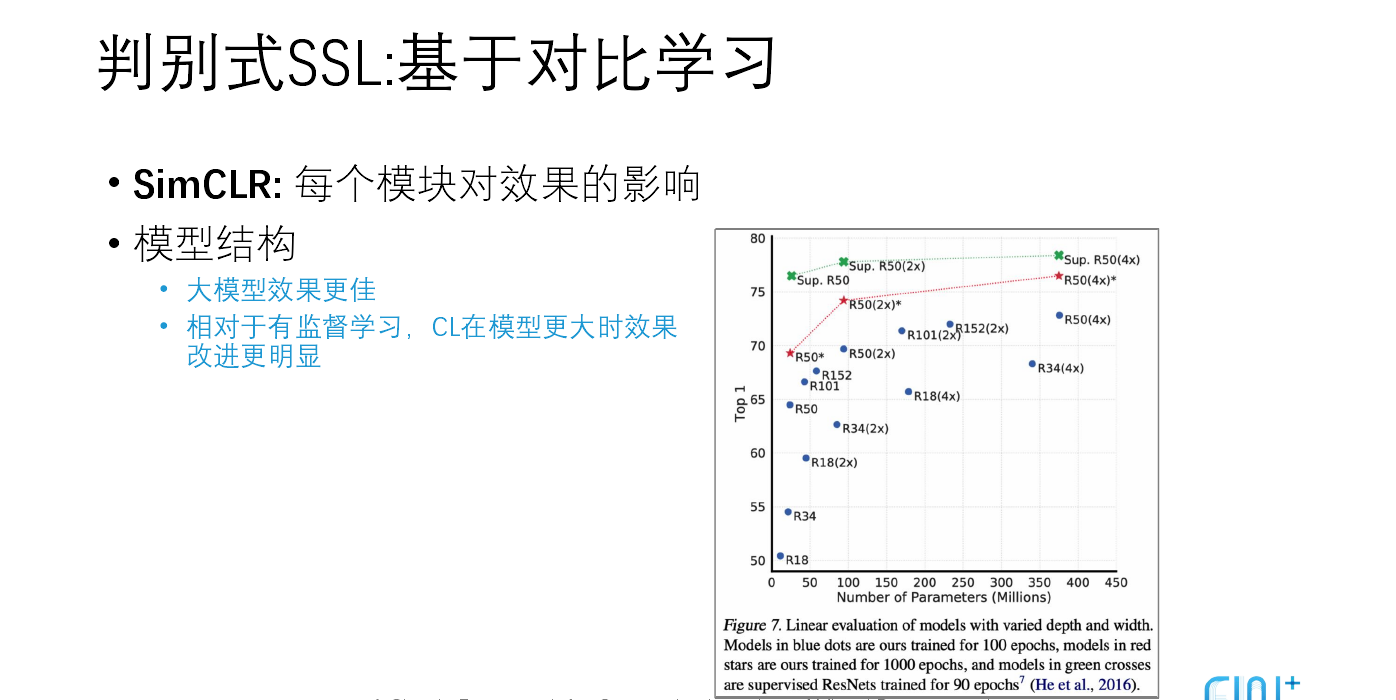 判别式SSL:基于对比学习
• SimCLR: 每个模块对效果的影响
• 模型结构
• 大模型效果更佳
• 相对于有监督学习，CL在模型更大时效果
改进更明显
80
75
70
65
60
55
50
Top 1
Sup. R50
Sup. R50(2x)
Sup. R50(4x)
R50(4x)*
R50(2x)*
R50(4x)
R101(2x)
R152(2x)
R50*
R50(2x)
R34(4x)
R152
R101
R18(4x)
R50
R34(2x)
R18(2x)
R34
R18
0 50 100 150 200 250 300 350 400 450
Number of Parameters (Millions)
Figure 7. Linear evaluation of models with varied depth and width.
Models in blue dots are ours trained for 100 epochs, models in red
stars are ours trained for 1000 epochs, and models in green crosses
are supervised ResNets trained for 90 epochs7 (He et al., 2016).